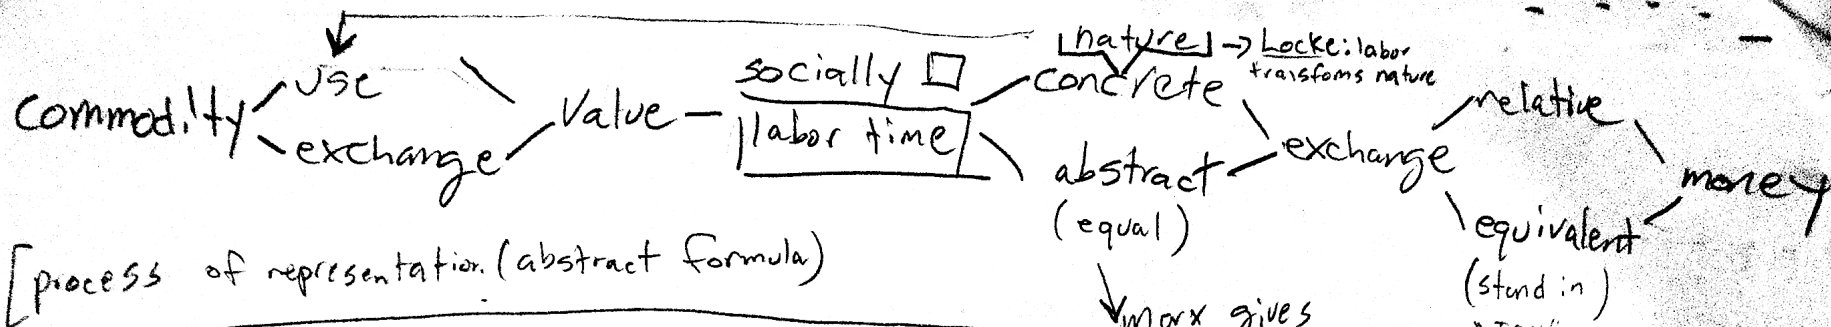 nature → Locke: labor
transforms nature
use
socially □
concrete
commodity
value
relative
exchange
labor time
exchange
abstract
money
(equal)
equivalent
[process of representation. (abstract formula)
(stand in)
marx gives